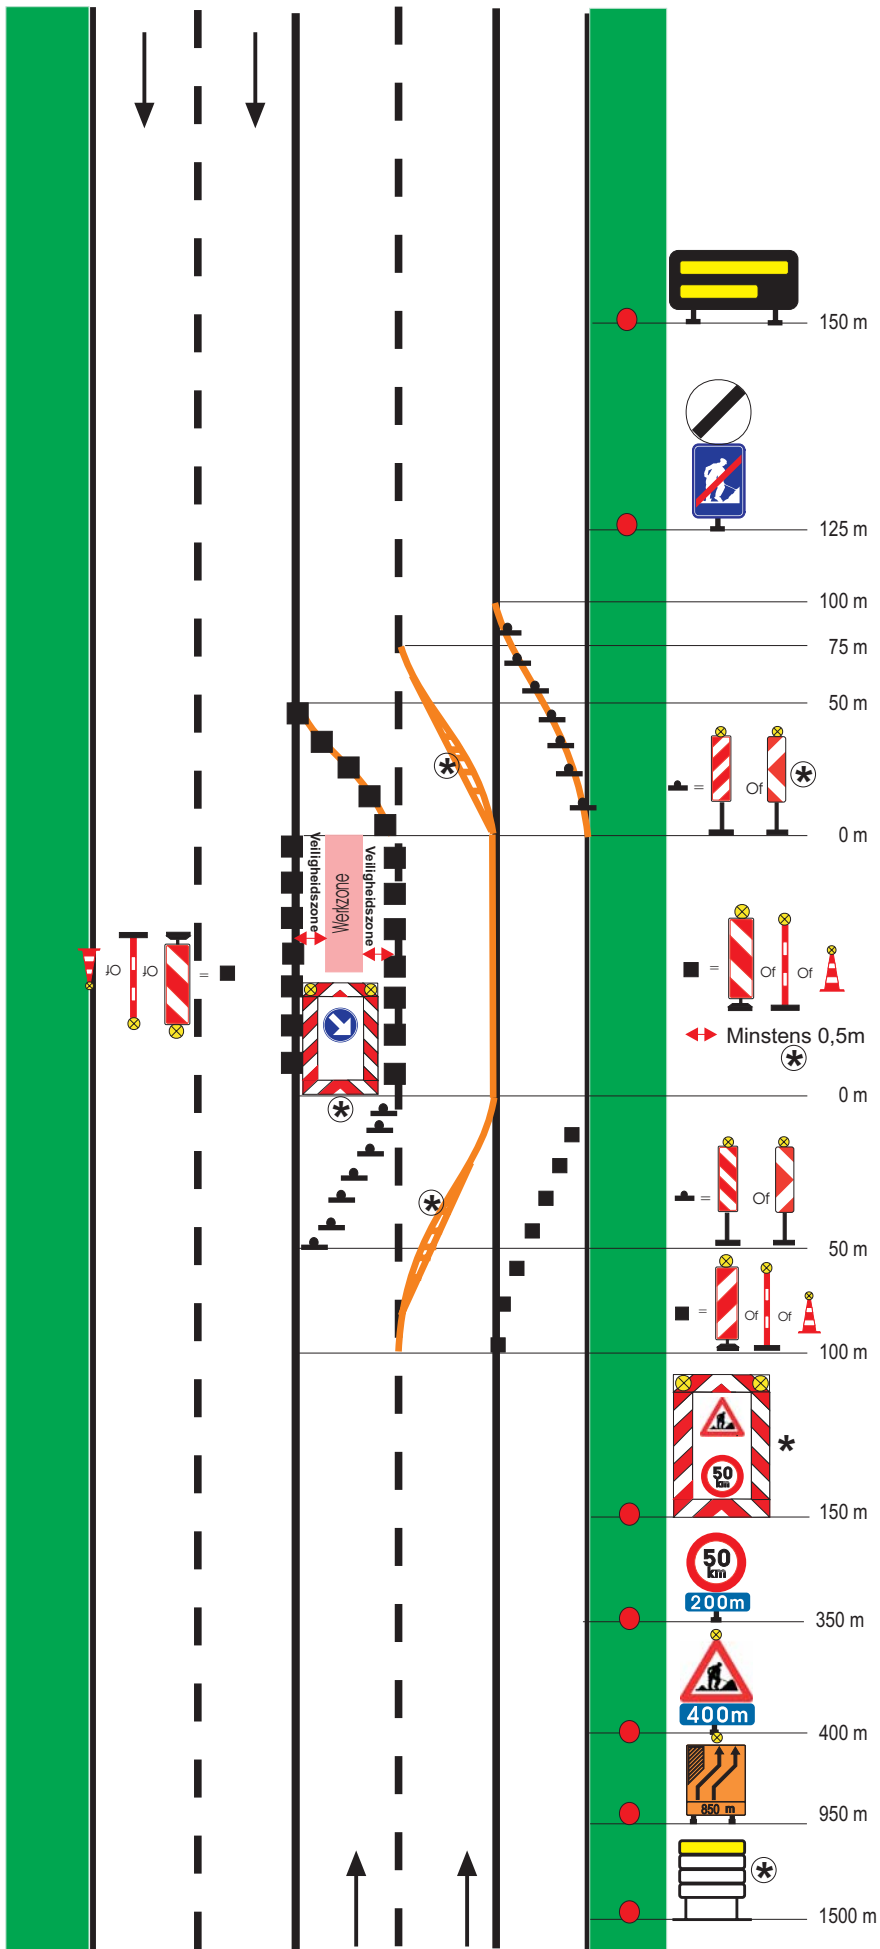 150 m
125 m
100 m
75 m
50 m
= Of *
0 m
Veiligheidszone
Werkzone
Veiligheidszone
Of Of =
= Of Of
Minstens 0,5m
*
0 m
= Of
50 m
= Of Of
100 m
50
km
*
150 m
50
km
200m
350 m
400m
400 m
850 m
950 m
*
1500 m
*
*
*